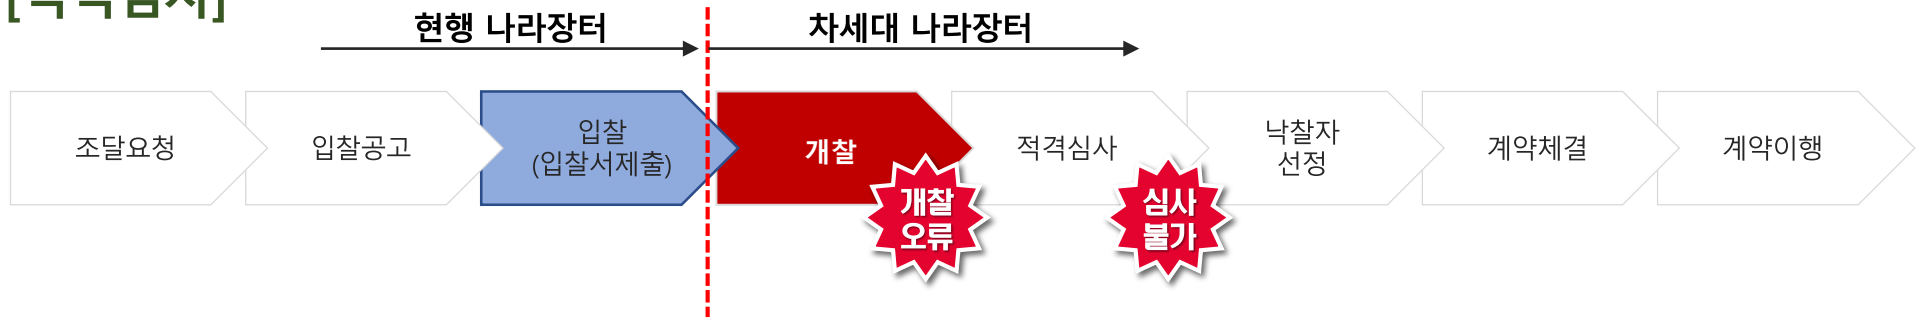 현행 나라장터
차세대 나라장터
조달요청
입찰공고
입찰
(입찰서제출)
개찰
적격심사
낙찰자
선정
계약체결
계약이행
개찰
오류
심사
불가